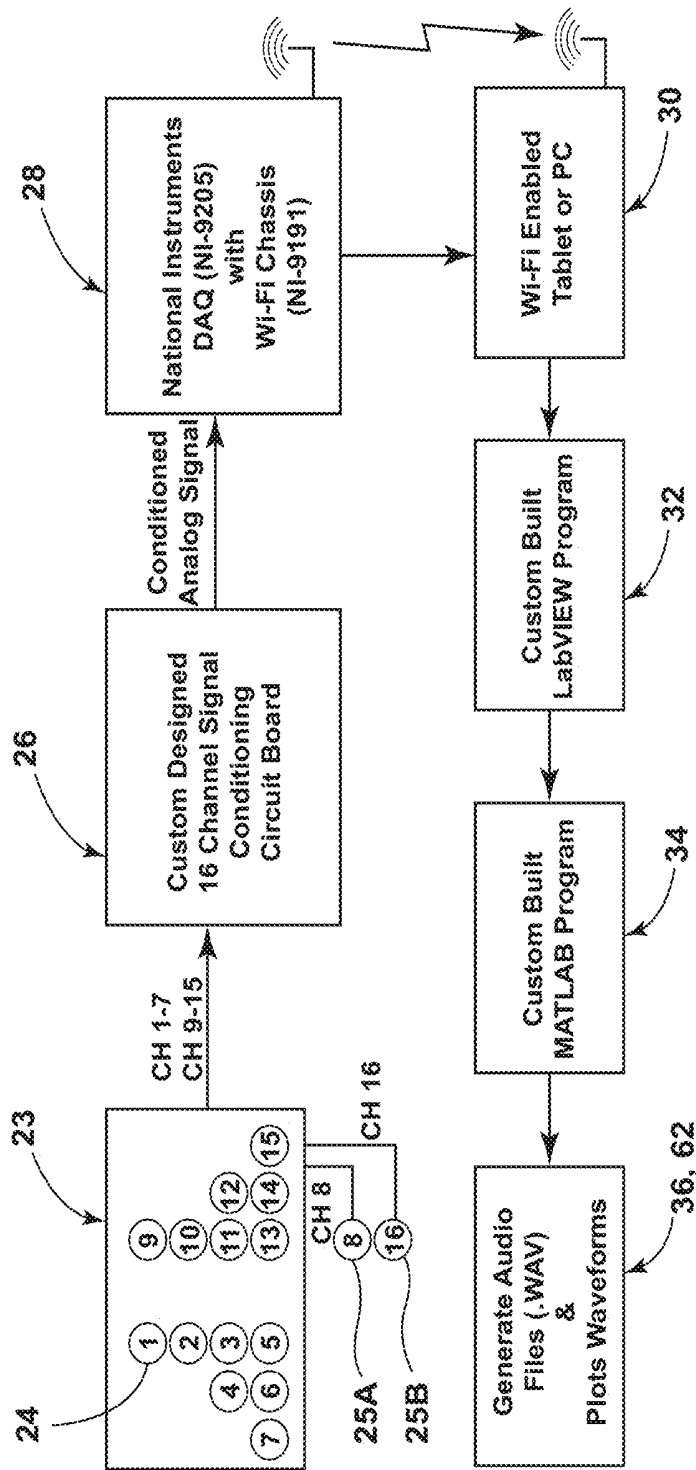 23
24
1
2
3
4
5
6
7
9
10
11
12
13
14
15
CH 8
CH 16
8
16
25A
25B
CH 1-7
CH 9-15
26
Custom Designed
16 Channel Signal
Conditioning
Circuit Board
Conditioned
Analog Signal
28
National Instruments
DAQ (NI-9205)
with
Wi-Fi Chassis
(NI-9191)
Wi-Fi Enabled
Tablet or PC
30
Custom Built
LabVIEW Program
32
Custom Built
MATLAB Program
34
Generate Audio
Files (.WAV)
&
Plots Waveforms
36, 62